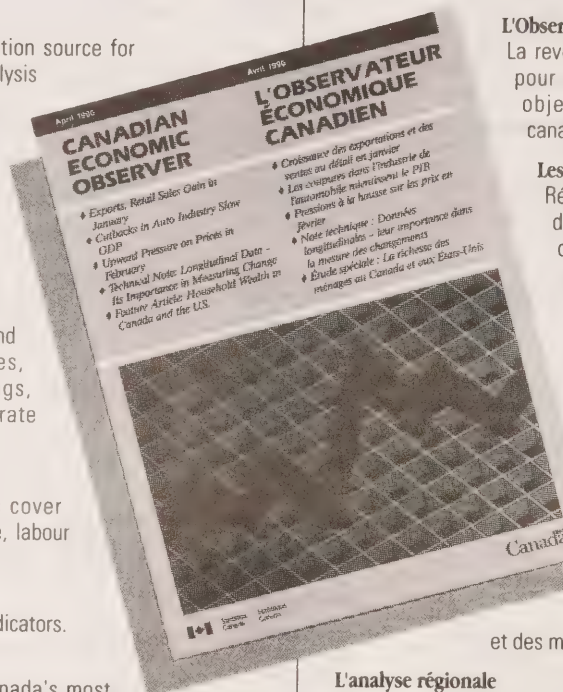 tion source for
lysis
nd
es,
gs,
rate
cover
e, labour
dicators.
nada's most
April 1996
CANADIAN
ECONOMIC
OBSERVER
♦ Exports, Retail Sales Gain in
January
♦ Cutbacks in Auto Industry Slow
GDP
♦ Upward Pressure on Prices in
February
♦ Technical Note: Longitudinal Data -
Its Importance in Measuring Change
♦ Feature Article: Household Wealth in
Canada and the U.S.
Avril 1996
L'OBSERVATEUR
ÉCONOMIQUE
CANADIEN
♦ Croissance des exportations et des
ventes au détail en janvier
♦ Les coupures dans l'industrie de
l'automobile ralentissent le PIB
♦ Pressions à la hausse sur les prix en
février
♦ Note technique : Données
longitudinales - leur importance dans
la mesure des changements
♦ Étude spéciale : La richesse des
ménages au Canada et aux États-Unis
Statistics
Canada
Statistique
Canada
Canada
L'Obser
La rev
pour
obje
cana
Les
Ré
d
et des m
L'analyse régionale